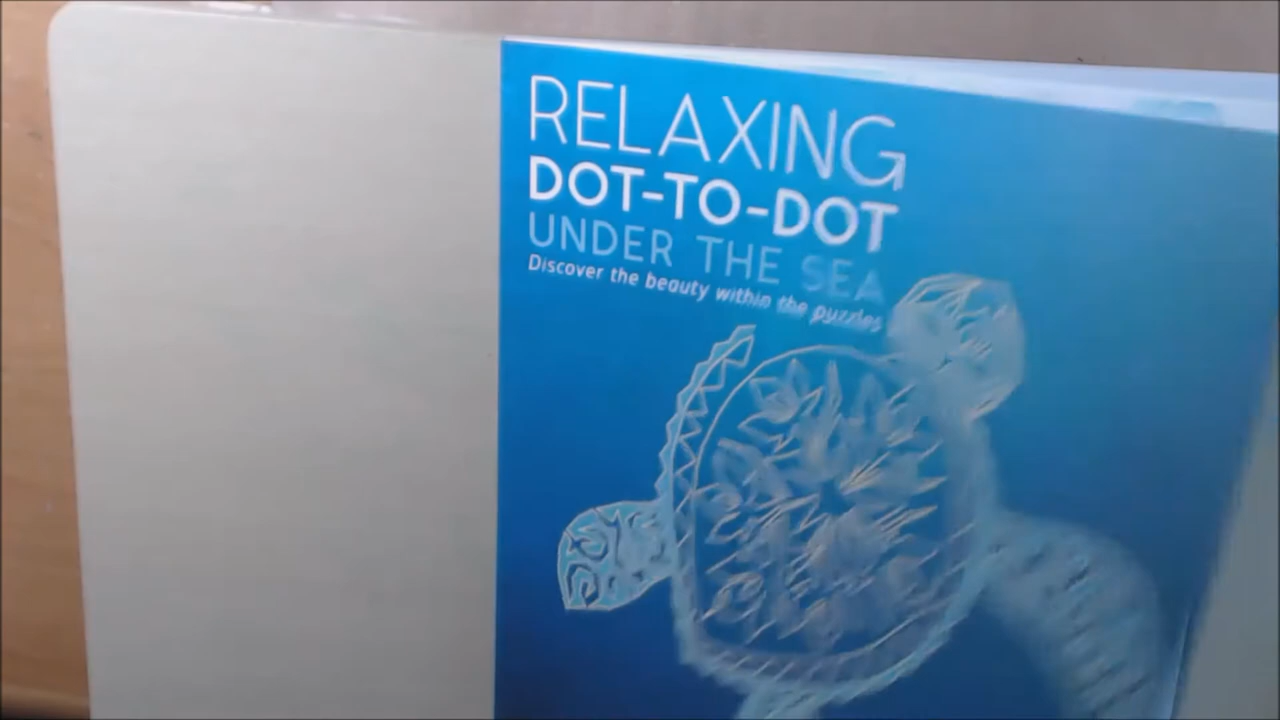 RELAXING
DOT-TO-DOT
UNDER THE SEA
Discover the beauty within the puzzles